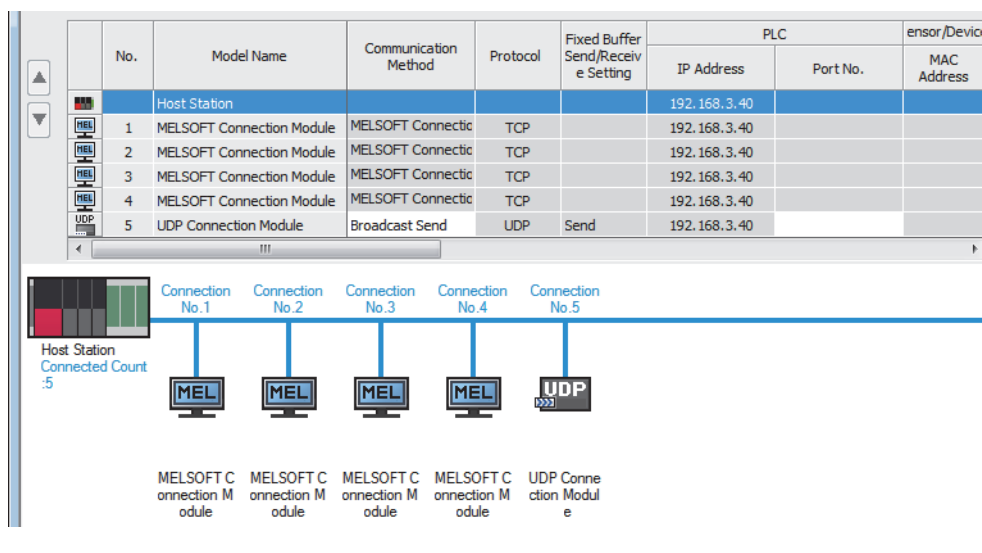 No.
Model Name
Communication
Method
Protocol
Fixed Buffer
Send/Receiv
e Setting
PLC
IP Address
Port No.
ensor/Device
MAC
Address
Host Station 192.168.3.40
MEL 1 MELSOFT Connection Module MELSOFT Connectic TCP 192.168.3.40
MEL 2 MELSOFT Connection Module MELSOFT Connectic TCP 192.168.3.40
MEL 3 MELSOFT Connection Module MELSOFT Connectic TCP 192.168.3.40
MEL 4 MELSOFT Connection Module MELSOFT Connectic TCP 192.168.3.40
UDP 5 UDP Connection Module Broadcast Send UDP Send 192.168.3.40
Connection
No.1
Connection
No.2
Connection
No.3
Connection
No.4
Connection
No.5
Host Station
Connected Count
:5
MEL MEL MEL MEL UDP
MELSOFT C
onnection M
odule
MELSOFT C
onnection M
odule
MELSOFT C
onnection M
odule
MELSOFT C
onnection M
odule
UDP Conne
ction Modul
e